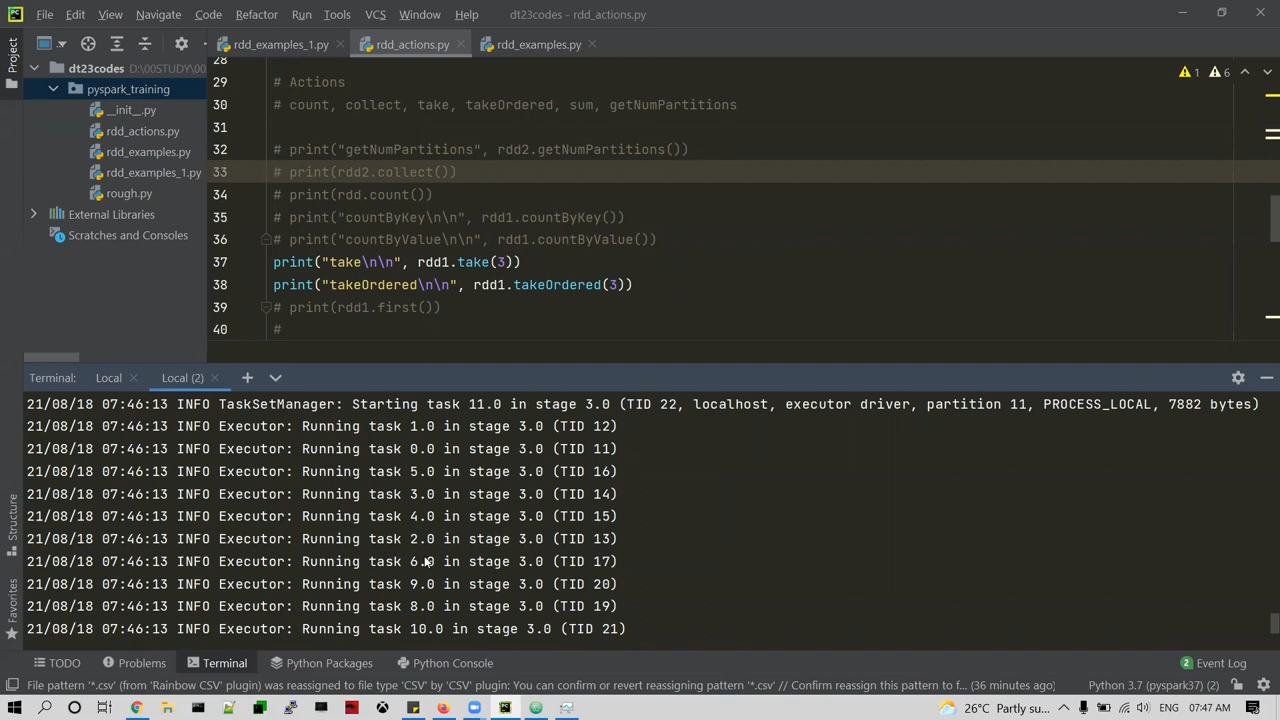 PC File Edit View Navigate Code Refactor Run Tools VCS Window Help dt23codes - rdd_actions.py
rdd_examples_1.py rdd_actions.py rdd_examples.py
Project
dt23codes D:\00STUDY\00
pyspark_training
__init__.py
rdd_actions.py
rdd_examples.py
rdd_examples_1.py
rough.py
External Libraries
Scratches and Consoles
1 6
28
29 # Actions
30 # count, collect, take, takeOrdered, sum, getNumPartitions
31
32 # print("getNumPartitions", rdd2.getNumPartitions())
33 # print(rdd2.collect())
34 # print(rdd.count())
35 # print("countByKey\n\n", rdd1.countByKey())
36 # print("countByValue\n\n", rdd1.countByValue())
37 print("take\n\n", rdd1.take(3))
38 print("takeOrdered\n\n", rdd1.takeOrdered(3))
39 # print(rdd1.first())
40 #
Terminal: Local Local (2)
21/08/18 07:46:13 INFO TaskSetManager: Starting task 11.0 in stage 3.0 (TID 22, localhost, executor driver, partition 11, PROCESS_LOCAL, 7882 bytes)
21/08/18 07:46:13 INFO Executor: Running task 1.0 in stage 3.0 (TID 12)
21/08/18 07:46:13 INFO Executor: Running task 0.0 in stage 3.0 (TID 11)
21/08/18 07:46:13 INFO Executor: Running task 5.0 in stage 3.0 (TID 16)
21/08/18 07:46:13 INFO Executor: Running task 3.0 in stage 3.0 (TID 14)
21/08/18 07:46:13 INFO Executor: Running task 4.0 in stage 3.0 (TID 15)
21/08/18 07:46:13 INFO Executor: Running task 2.0 in stage 3.0 (TID 13)
21/08/18 07:46:13 INFO Executor: Running task 6.0 in stage 3.0 (TID 17)
21/08/18 07:46:13 INFO Executor: Running task 9.0 in stage 3.0 (TID 20)
21/08/18 07:46:13 INFO Executor: Running task 8.0 in stage 3.0 (TID 19)
21/08/18 07:46:13 INFO Executor: Running task 10.0 in stage 3.0 (TID 21)
Structure
Favorites
TODO Problems Terminal Python Packages Python Console 2 Event Log
File pattern '*.csv' (from 'Rainbow CSV' plugin) was reassigned to file type 'CSV' by 'CSV' plugin: You can confirm or revert reassigning pattern '*.csv' // Confirm reassign this pattern to f... (36 minutes ago) Python 3.7 (pyspark37) (2)
26°C Partly su... ENG 07:47 AM